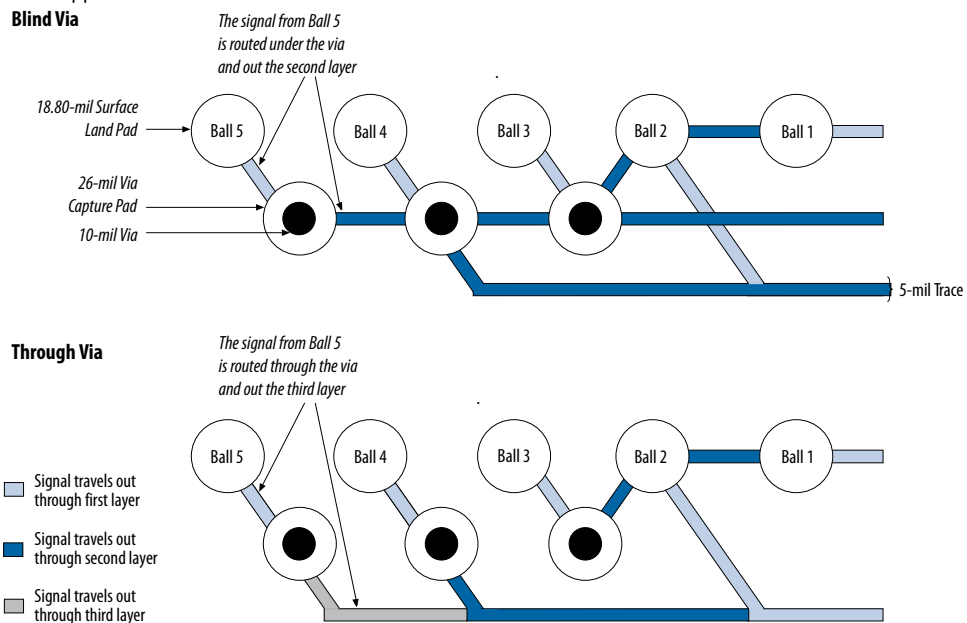 Blind Via
The signal from Ball 5
is routed under the via
and out the second layer
18.80-mil Surface
Land Pad
Ball 5
Ball 4
Ball 3
Ball 2
Ball 1
26-mil Via
Capture Pad
10-mil Via
5-mil Trace
Through Via
The signal from Ball 5
is routed through the via
and out the third layer
Ball 5
Ball 4
Ball 3
Ball 2
Ball 1
Signal travels out
through first layer
Signal travels out
through second layer
Signal travels out
through third layer